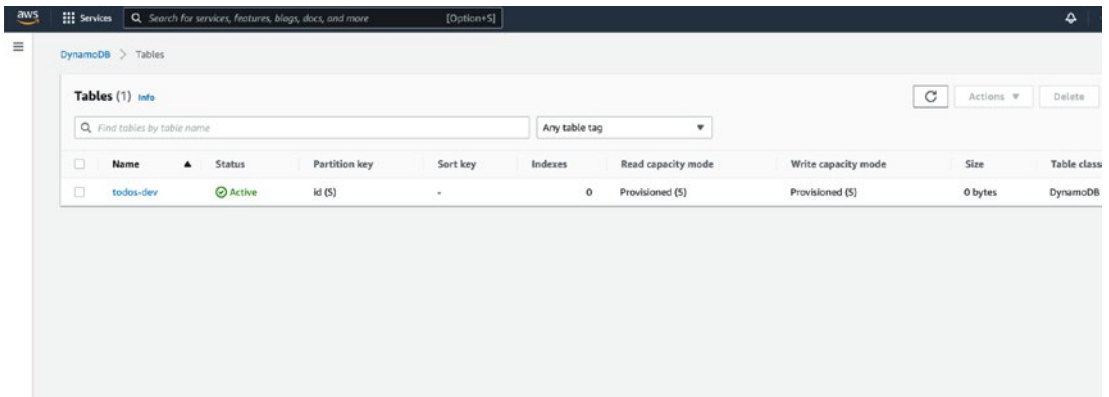 aws Services Search for services, features, blogs, docs, and more [Option+S]
DynamoDB > Tables
Tables (1) Info
Actions Delete
Find tables by table name Any table tag
Name Status Partition key Sort key Indexes Read capacity mode Write capacity mode Size Table class
todos-dev Active id (S) - 0 Provisioned (5) Provisioned (5) 0 bytes DynamoDB